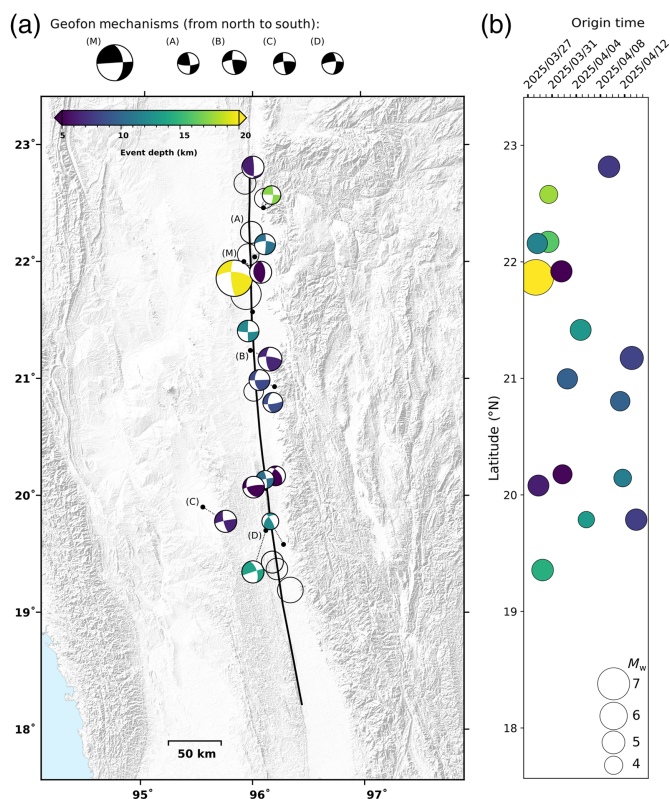 (a) Geofon mechanisms (from north to south):
(M) (A) (B) (C) (D)
5 10 15 20
Event depth (km)
23°
22°
21°
20°
19°
18°
(A)
(M)
(B)
(C)
(D)
50 km
95° 96° 97°
(b) Origin time
2025/03/27 2025/03/31 2025/04/04 2025/04/08 2025/04/12
Latitude (°N)
23
22
21
20
19
18
Mw
7
6
5
4